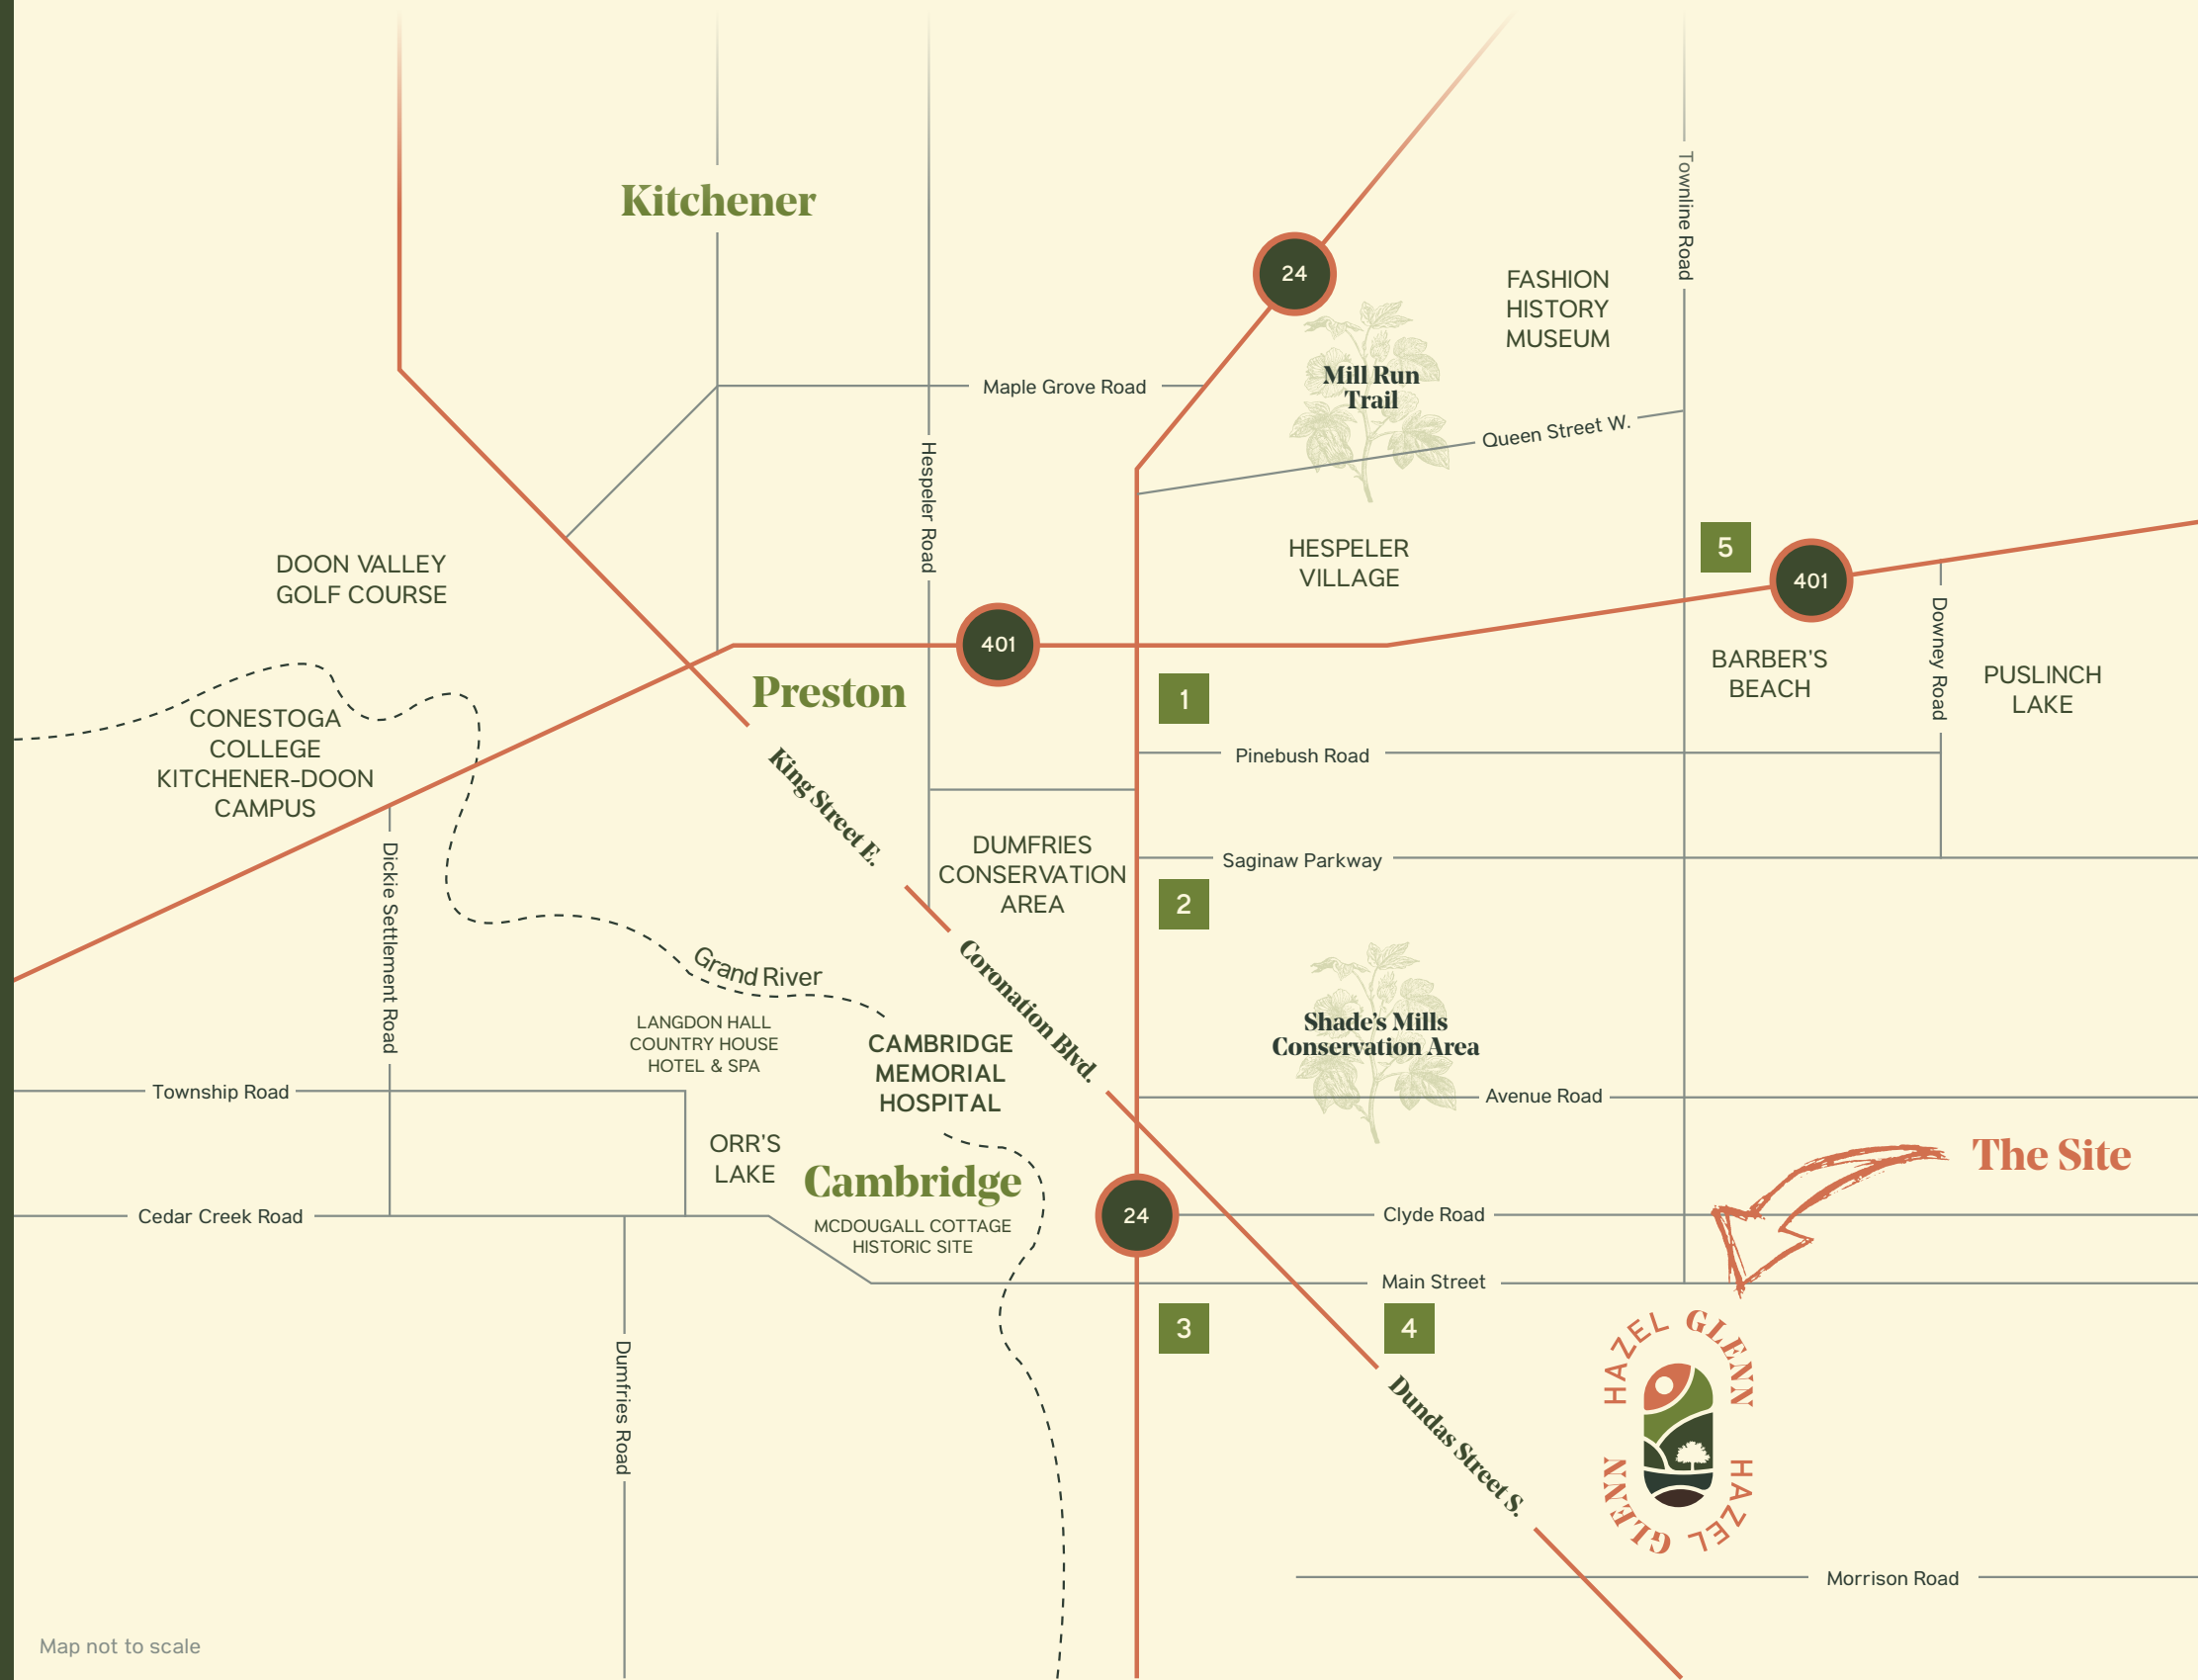 Kitchener
Townline Road
24
FASHION
HISTORY
MUSEUM
Mill Run
Trail
Maple Grove Road
Queen Street W.
Hespeler Road
DOON VALLEY
GOLF COURSE
HESPELER
VILLAGE
5
401
401
Downey Road
BARBER'S
BEACH
PUSLINCH
LAKE
Preston
1
CONESTOGA
COLLEGE
KITCHENER-DOON
CAMPUS
King Street E.
Pinebush Road
Dickie Settlement Road
DUMFRIES
CONSERVATION
AREA
Saginaw Parkway
2
Grand River
Coronation Blvd.
LANGDON HALL
COUNTRY HOUSE
HOTEL & SPA
CAMBRIDGE
MEMORIAL
HOSPITAL
Shade's Mills
Conservation Area
Township Road
Avenue Road
ORR'S
LAKE
Cambridge
The Site
Cedar Creek Road
MCDOUGALL COTTAGE
HISTORIC SITE
24
Clyde Road
Main Street
3
4
Dumfries Road
Dundas Street S.
HAZEL GLENN
HAZEL GLENN
Morrison Road
Map not to scale